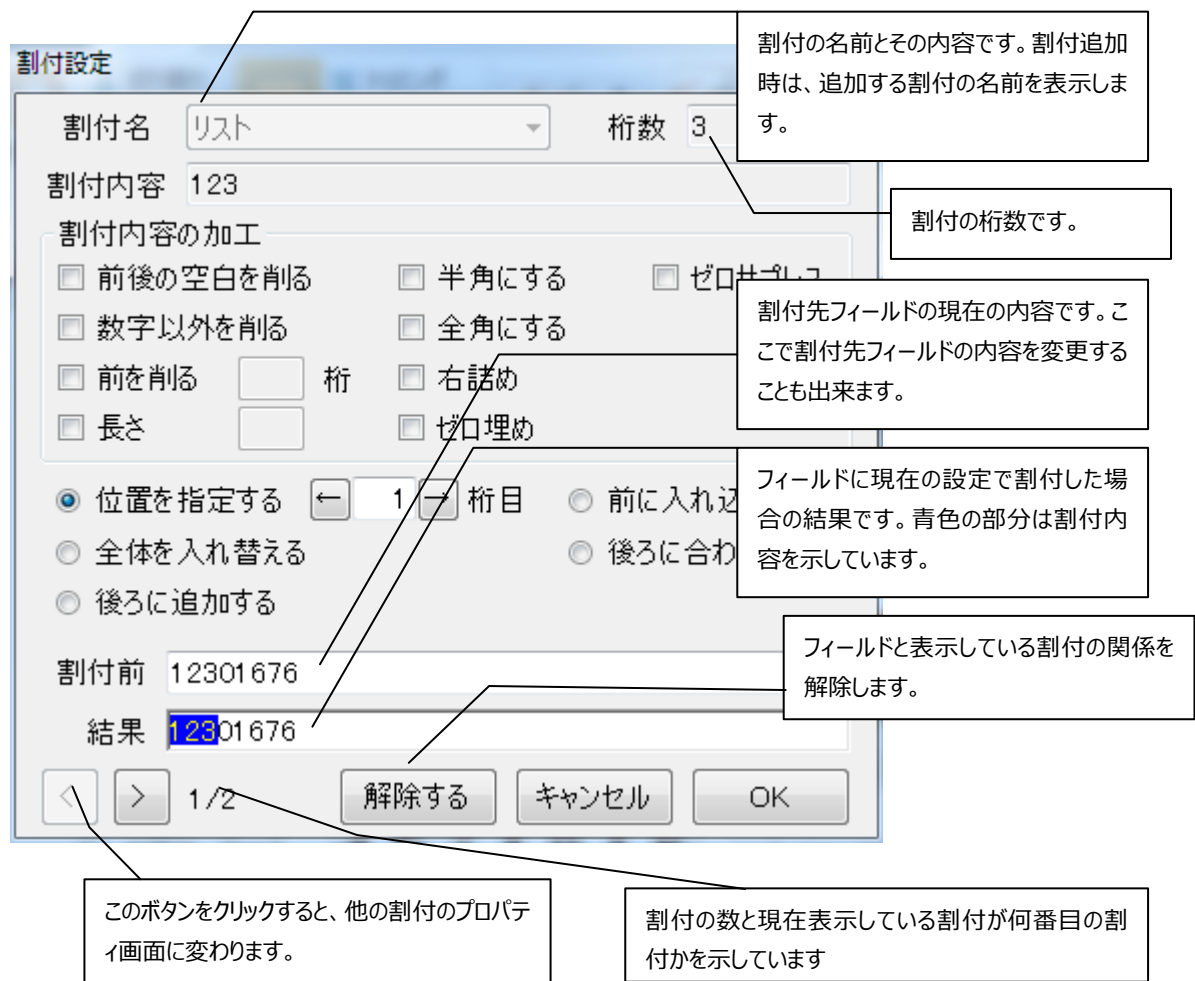 割付の名前とその内容です。割付追加
時は、追加する割付の名前を表示しま
す。
割付設定
割付名 リスト 桁数 3
割付内容 123
割付の桁数です。
割付内容の加工
前後の空白を削る 半角にする ゼロサプレス
数字以外を削る 全角にする
前を削る 桁 右詰め
長さ ゼロ埋め
割付先フィールドの現在の内容です。こ
こで割付先フィールドの内容を変更する
ことも出来ます。
位置を指定する ← 1 → 桁目 前に入れ込
全体を入れ替える 後ろに合わ
後ろに追加する
フィールドに現在の設定で割付した場
合の結果です。青色の部分は割付内
容を示しています。
フィールドと表示している割付の関係を
解除します。
割付前 12301676
結果 12301676
< > 1/2 解除する キャンセル OK
このボタンをクリックすると、他の割付のプロパテ
ィ画面に変わります。
割付の数と現在表示している割付が何番目の割
付かを示しています